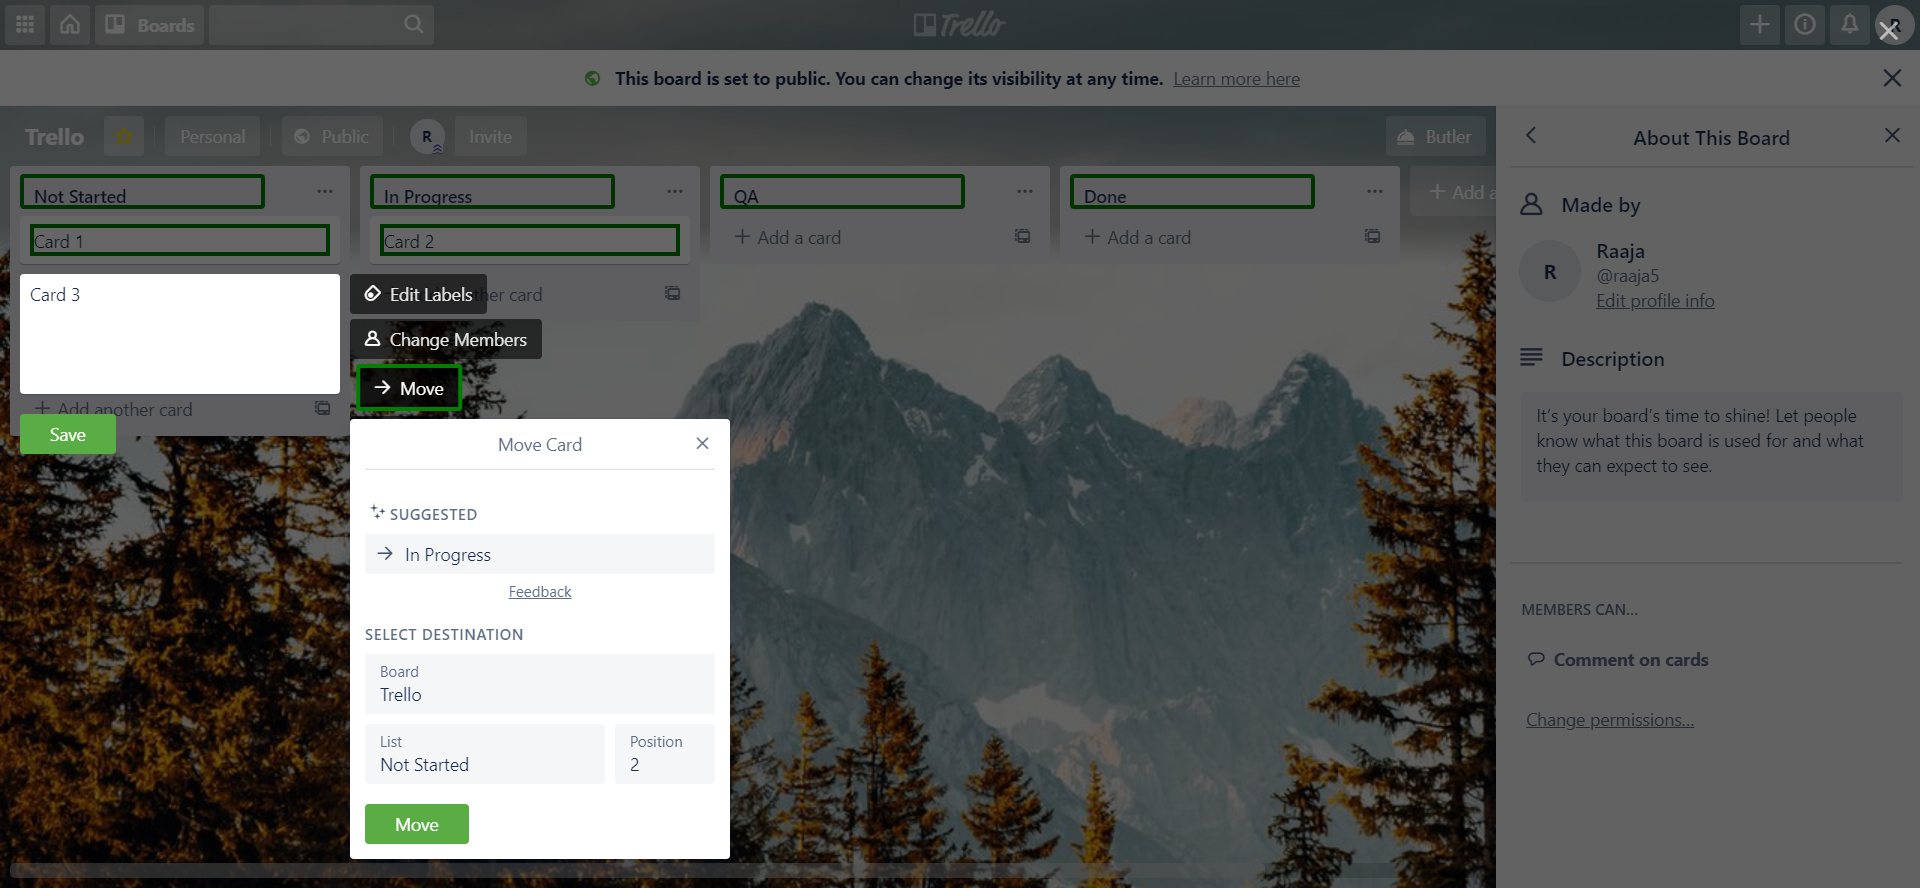 Boards
Trello
R
This board is set to public. You can change its visibility at any time. Learn more here
Trello
Personal
Public
R
Invite
Butler
Not Started
In Progress
QA
Done
Add a
Card 1
Card 2
Add a card
Add a card
Card 3
Edit Labels
her card
Change Members
Move
Add another card
Save
Move Card
SUGGESTED
In Progress
Feedback
SELECT DESTINATION
Board
Trello
List
Not Started
Position
2
Move
About This Board
Made by
R
Raaja
@raaja5
Edit profile info
Description
It's your board's time to shine! Let people
know what this board is used for and what
they can expect to see.
MEMBERS CAN...
Comment on cards
Change permissions...